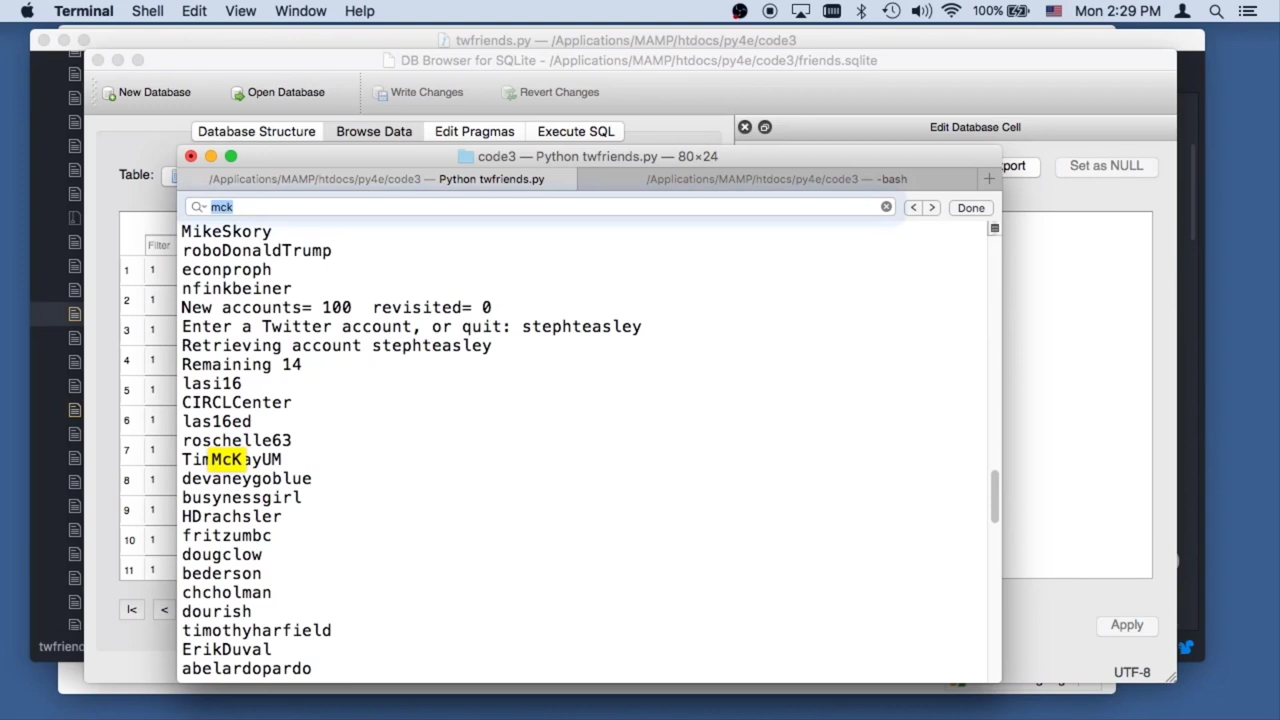 Terminal Shell Edit View Window Help 100% Mon 2:29 PM
twfriends.py — /Applications/MAMP/htdocs/py4e/code3
DB Browser for SQLite - /Applications/MAMP/htdocs/py4e/code3/friends.sqlite
New Database Open Database Write Changes Revert Changes
Database Structure Browse Data Edit Pragmas Execute SQL
Edit Database Cell
code3 — Python twfriends.py — 80×24
Table:
port Set as NULL
/Applications/MAMP/htdocs/py4e/code3 — Python twfriends.py
/Applications/MAMP/htdocs/py4e/code3 — -bash
mck
Done
Filter
1 1
2 1
3 1
4 1
5 1
6 1
7 1
8 1
9 1
10 1
11 1
|< <
MikeSkory
roboDonaldTrump
econproph
nfinkbeiner
New accounts= 100  revisited= 0
Enter a Twitter account, or quit: stephteasley
Retrieving account stephteasley
Remaining 14
lasi16
CIRCLCenter
las16ed
roschelle63
TimMcKayUM
devaneygoblue
busynessgirl
HDrachsler
fritzumbc
dougclow
bederson
chcholman
dourish
timothyharfield
ErikDuval
abelardopardo
Apply
twfriend
UTF-8